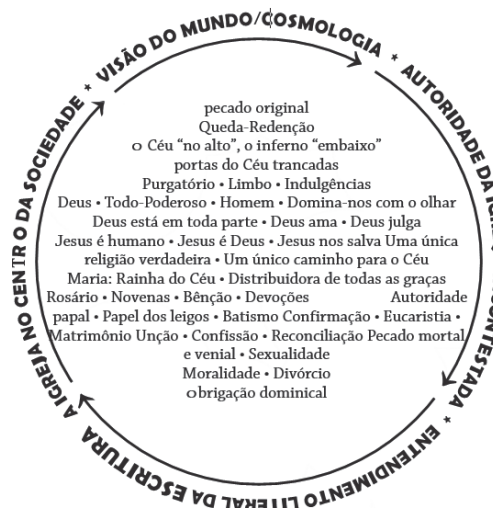 VISÃO DO MUNDO/COSMOLOGIA *
AUTORIDADE DA
INCONTESTADA *
ENTENDIMENTO LITERAL DA ESCRITURA
A IGREJA NO CENTRO DA SOCIEDADE *
pecado original
Queda-Redenção
o Céu “no alto”, o inferno “embaixo”
portas do Céu trancadas
Purgatório • Limbo • Indulgências
Deus • Todo-Poderoso • Homem • Domina-nos com o olhar
Deus está em toda parte • Deus ama • Deus julga
Jesus é humano • Jesus é Deus • Jesus nos salva Uma única
religião verdadeira • Um único caminho para o Céu
Maria: Rainha do Céu • Distribuidora de todas as graças
Rosário • Novenas • Bênção • Devoções Autoridade
papal • Papel dos leigos • Batismo Confirmação • Eucaristia •
Matrimônio Unção • Confissão • Reconciliação Pecado mortal
e venial • Sexualidade
Moralidade • Divórcio
obrigação dominical